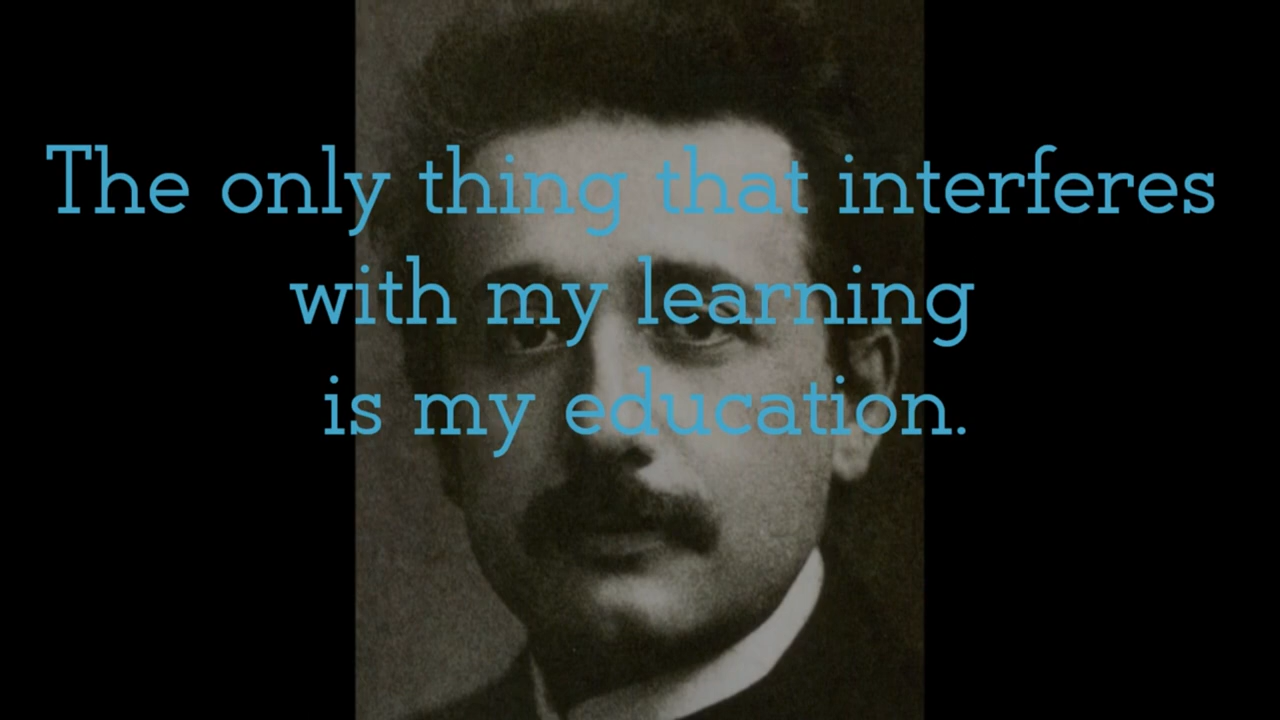 The only thing that interferes
with my learning
is my education.